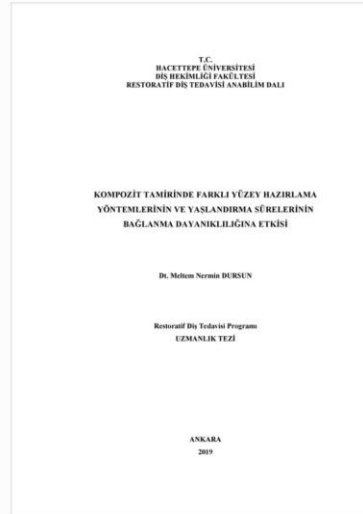 T.C.
HACETTEPE ÜNİVERSİTESİ
DİŞ HEKİMLİĞİ FAKÜLTESİ
RESTORATİF DİŞ TEDAVİSİ ANABİLİM DALI
KOMPOZİT TAMİRİNDE FARKLI YÜZEY HAZIRLAMA
YÖNTEMLERİNİN VE YAŞLANDIRMA SÜRELERİNİN
BAĞLANMA DAYANIKLILIĞINA ETKİSİ
Dt. Meltem Nermin DURSUN
Restoratif Diş Tedavisi Programı
UZMANLIK TEZİ
ANKARA
2019